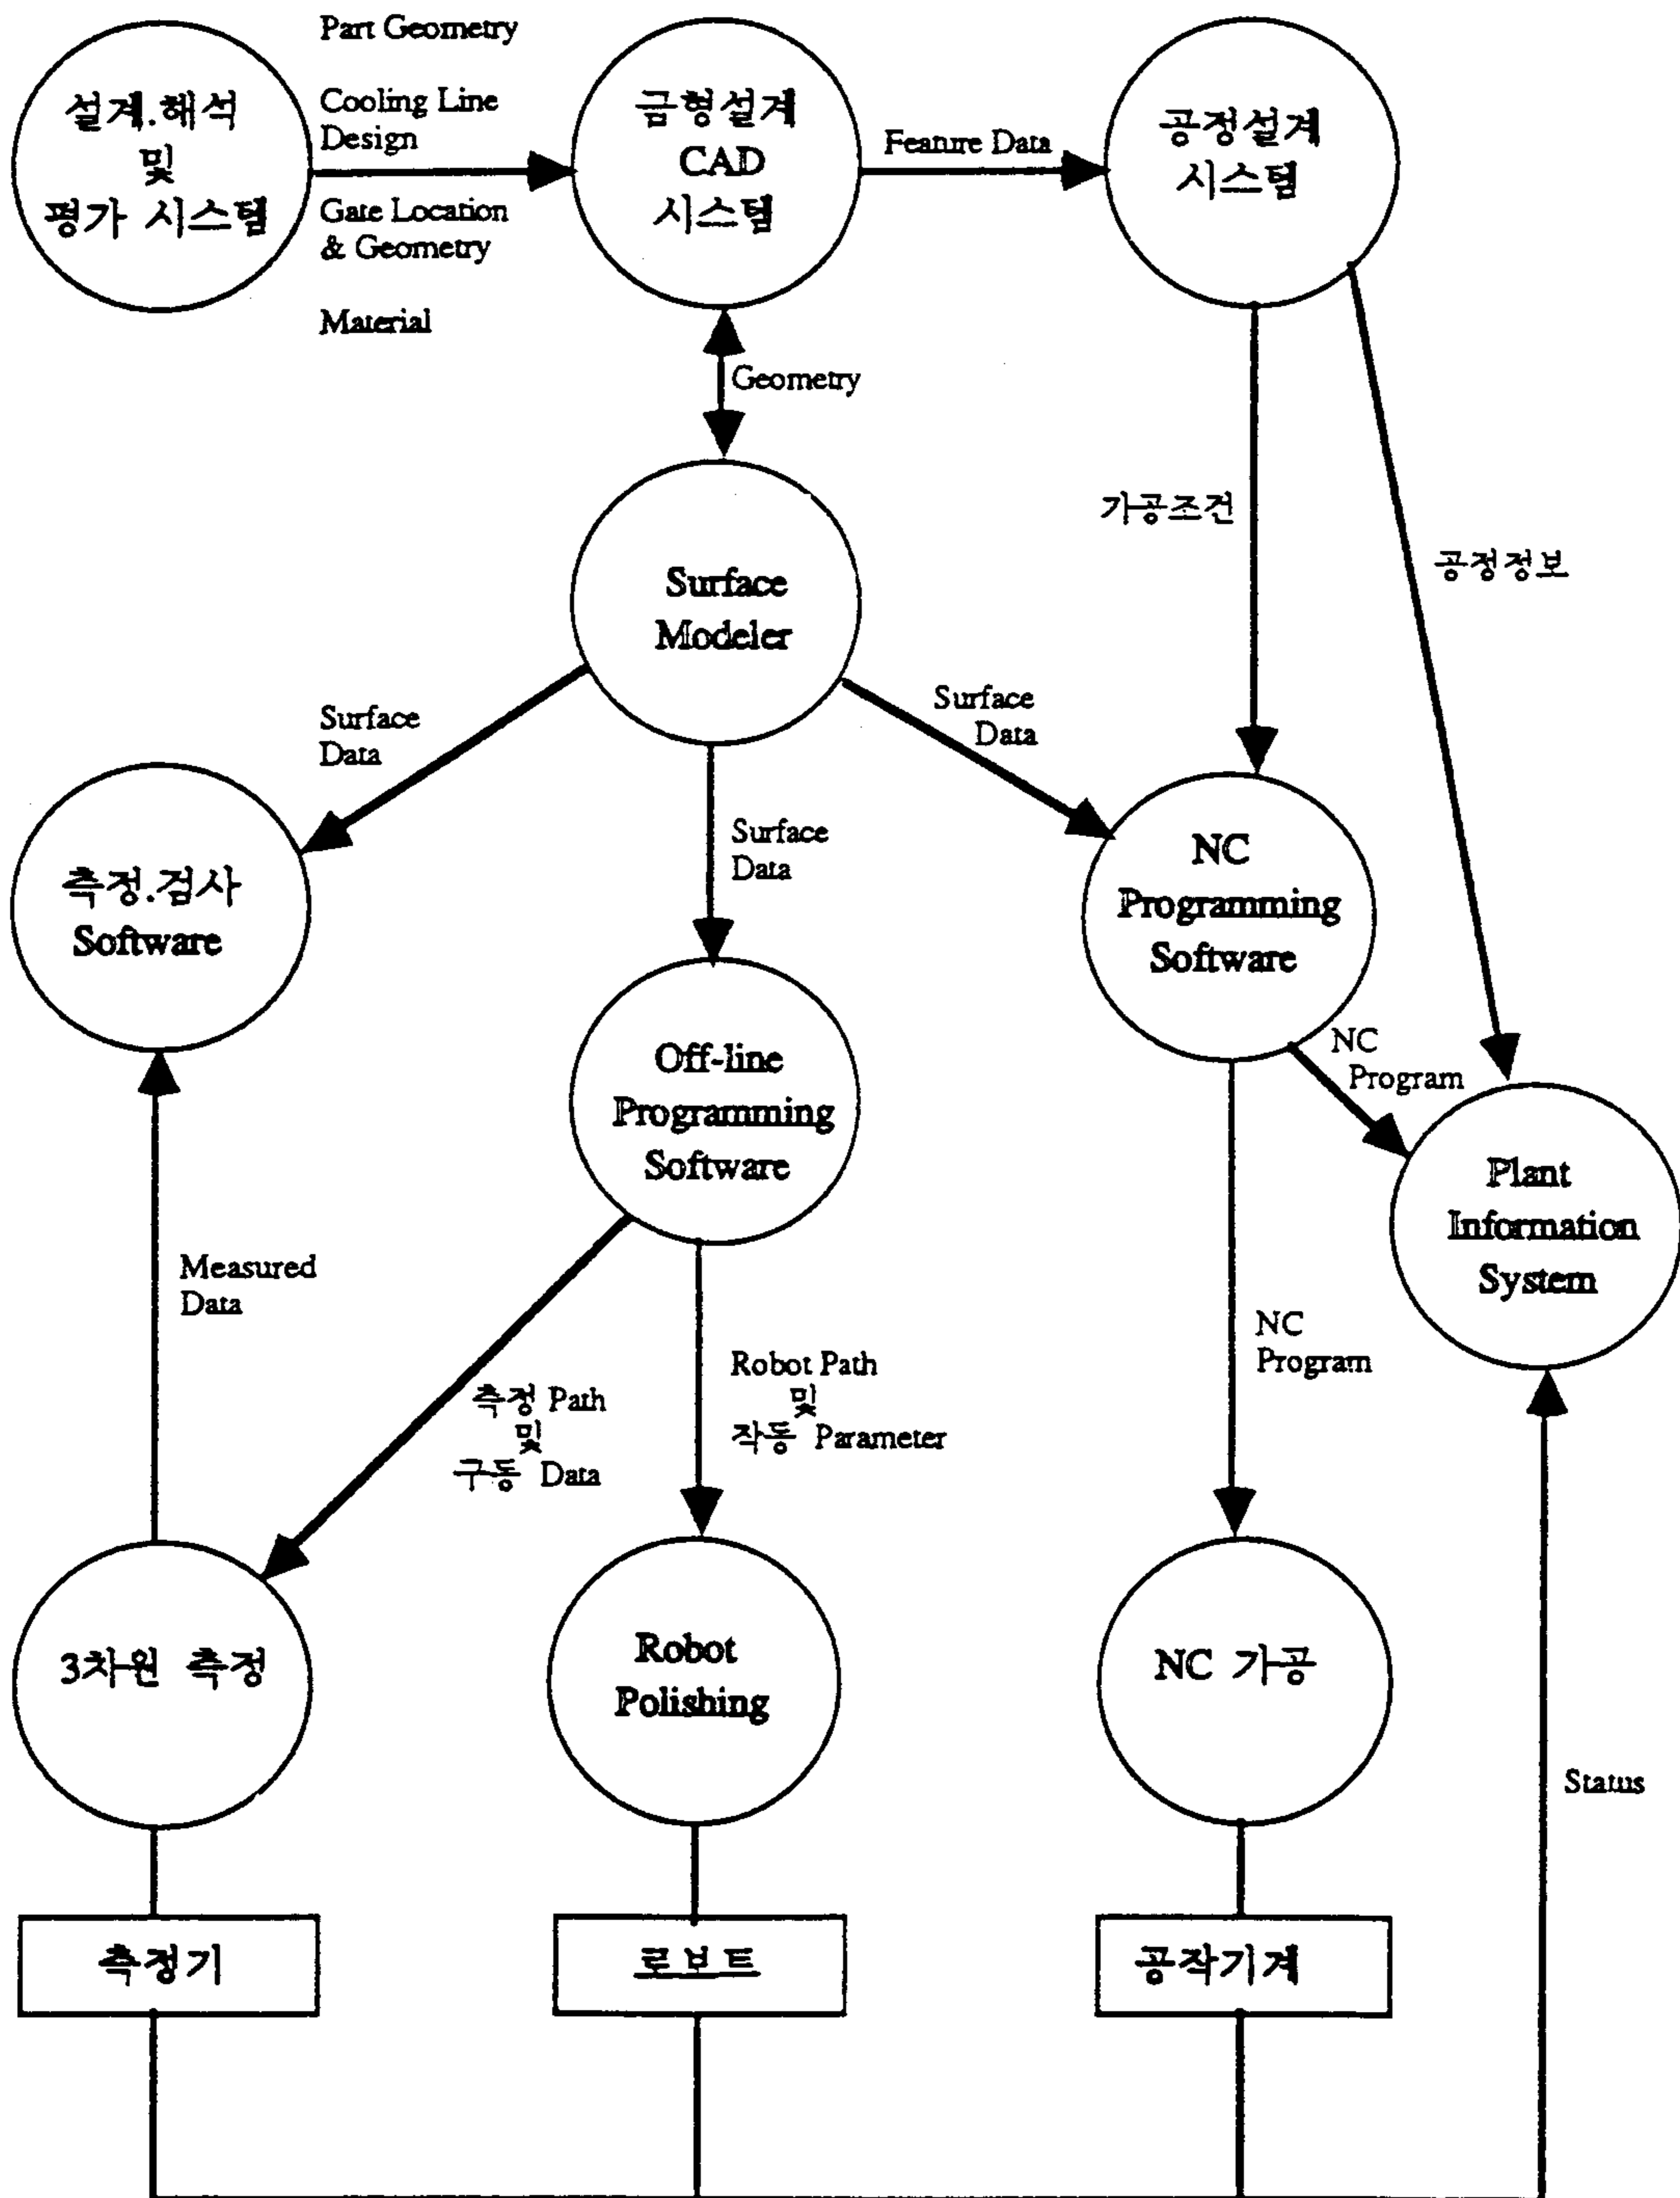 설계.해석
및
평가 시스템
Part Geometry
Cooling Line
Design
Gate Location
& Geometry
Material
금형설계
CAD
시스템
Feature Data
공정설계
시스템
Geometry
가공조건
공정정보
Surface
Modeler
Surface
Data
Surface
Data
Surface
Data
측정.검사
Software
NC
Programming
Software
Off-line
Programming
Software
NC
Program
Plant
Information
System
Measured
Data
측정 Path
및
구동 Data
Robot Path
및
작동 Parameter
NC
Program
3차원 측정
Robot
Polishing
NC 가공
Status
측정기
로보트
공작기계